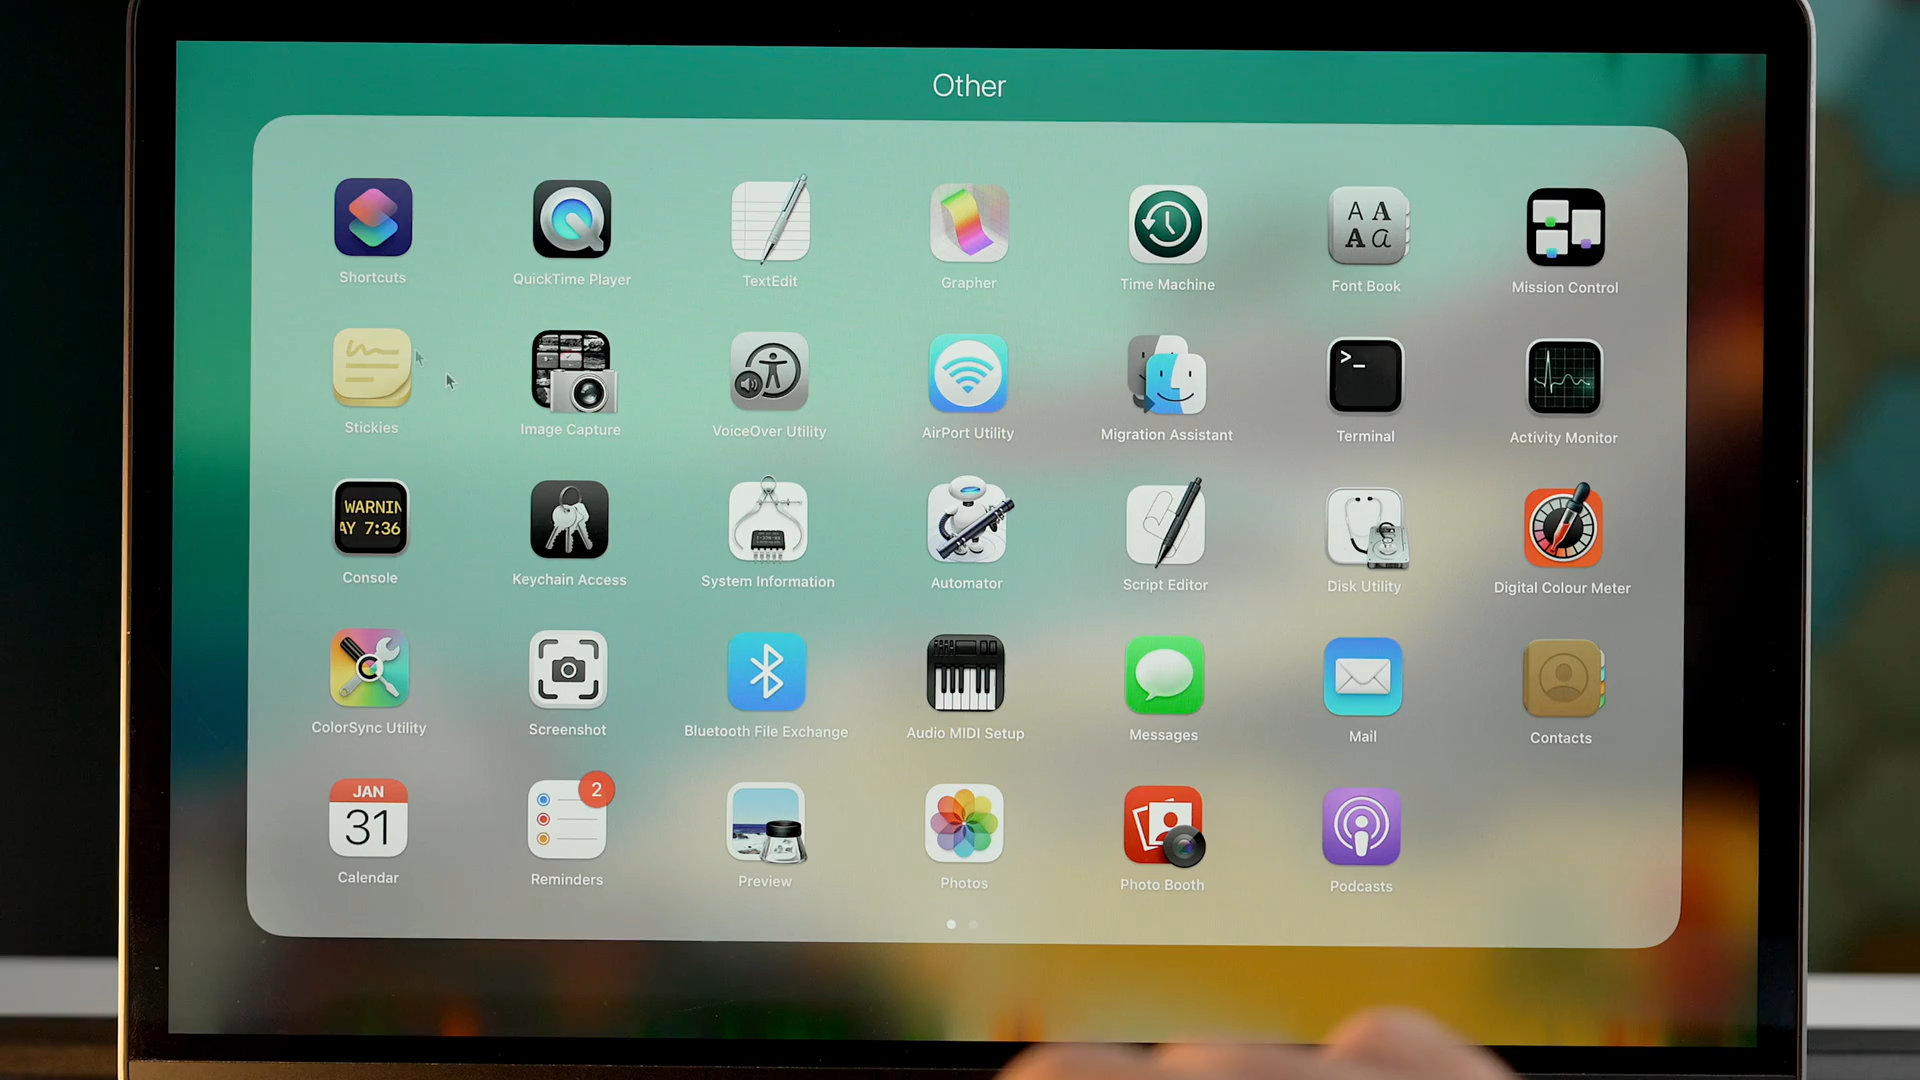 Other
Shortcuts
QuickTime Player
TextEdit
Grapher
Time Machine
A A
A a
Font Book
Mission Control
Stickies
Image Capture
VoiceOver Utility
AirPort Utility
Migration Assistant
>_
Terminal
Activity Monitor
WARNIN
AY 7:36
Console
Keychain Access
System Information
Automator
Script Editor
Disk Utility
Digital Colour Meter
ColorSync Utility
Screenshot
Bluetooth File Exchange
Audio MIDI Setup
Messages
Mail
Contacts
JAN
31
Calendar
2
Reminders
Preview
Photos
Photo Booth
Podcasts